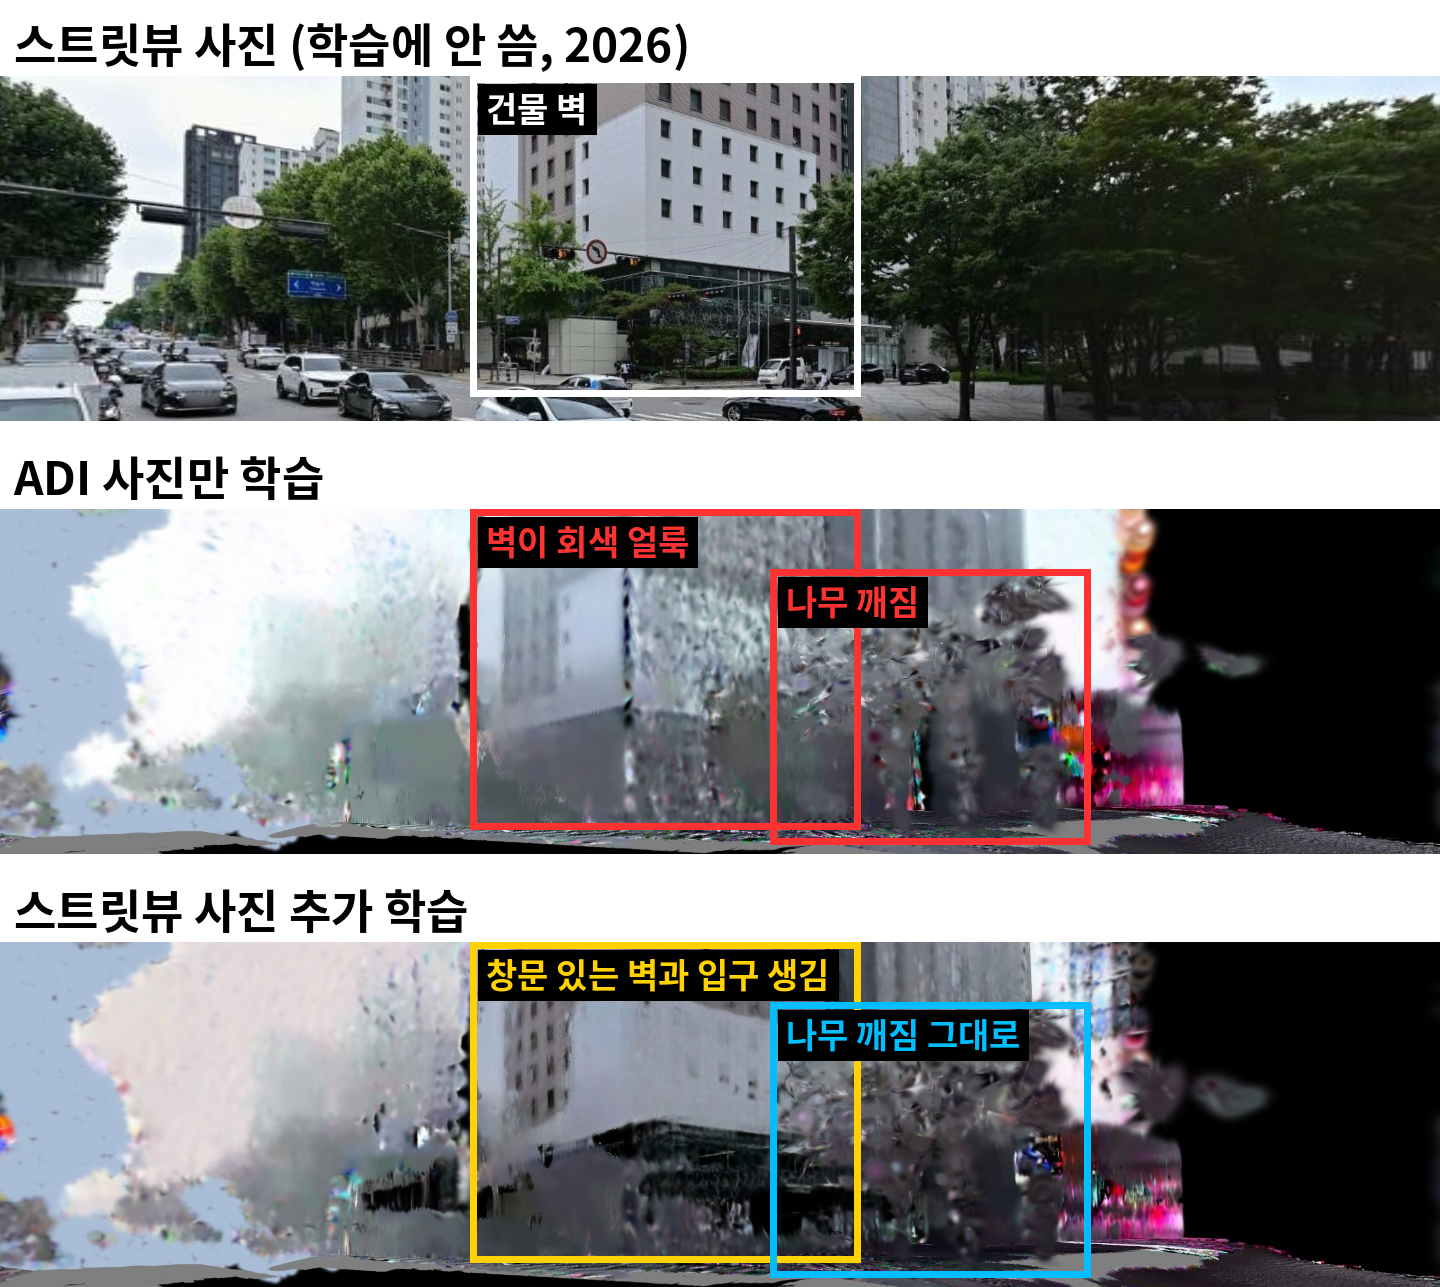 스트릿뷰 사진 (학습에 안 씀, 2026)
건물 벽
ADI 사진만 학습
벽이 회색 얼룩
나무 깨짐
스트릿뷰 사진 추가 학습
창문 있는 벽과 입구 생김
나무 깨짐 그대로